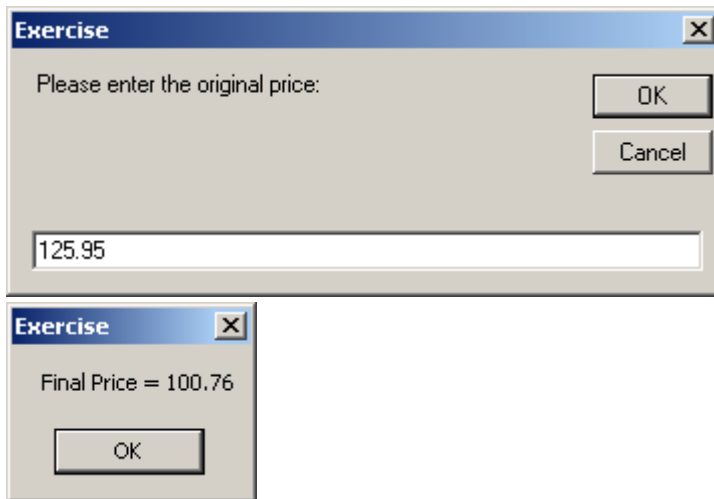 Exercise
Please enter the original price:
OK
Cancel
125.95
Exercise
Final Price = 100.76
OK